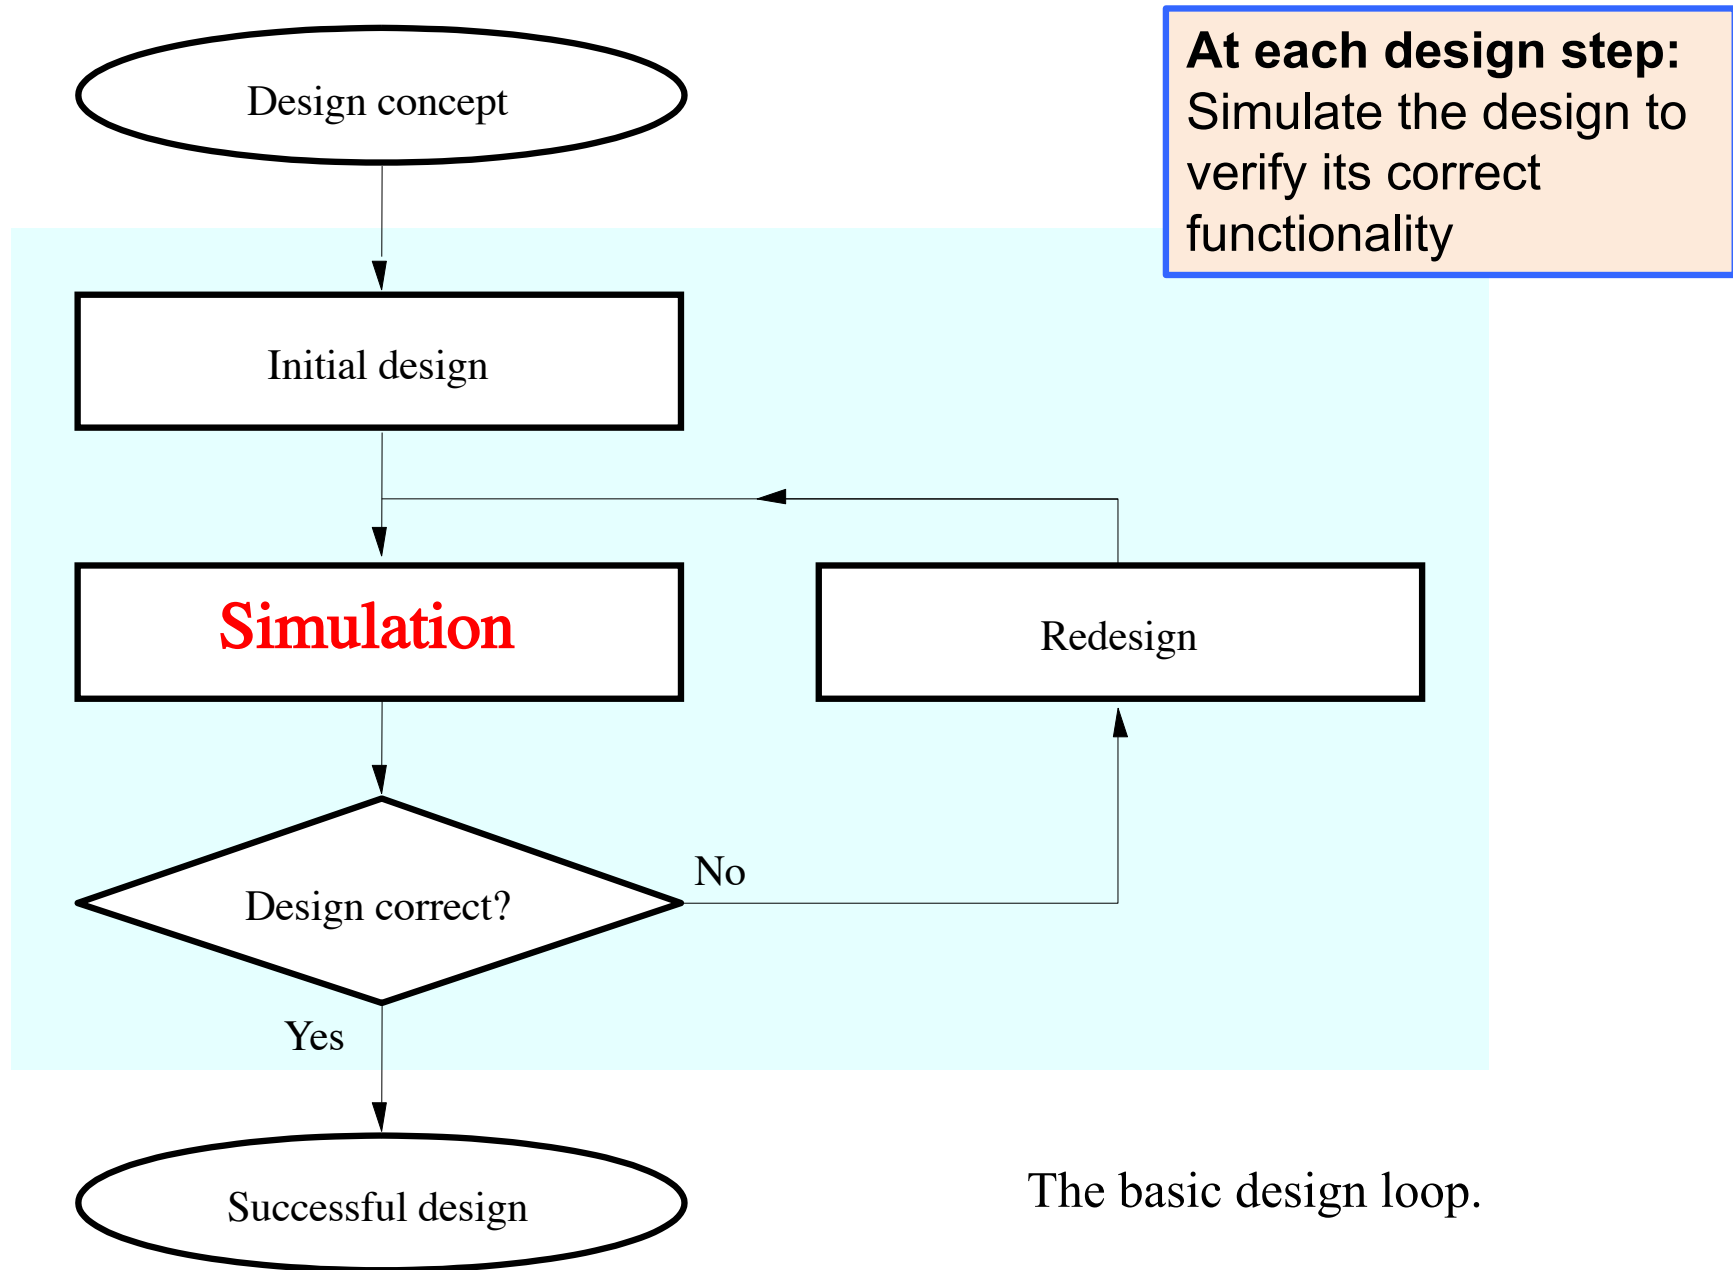 Design concept
At each design step:
Simulate the design to
verify its correct
functionality
Initial design
Simulation
Redesign
Design correct?
No
Yes
Successful design
The basic design loop.